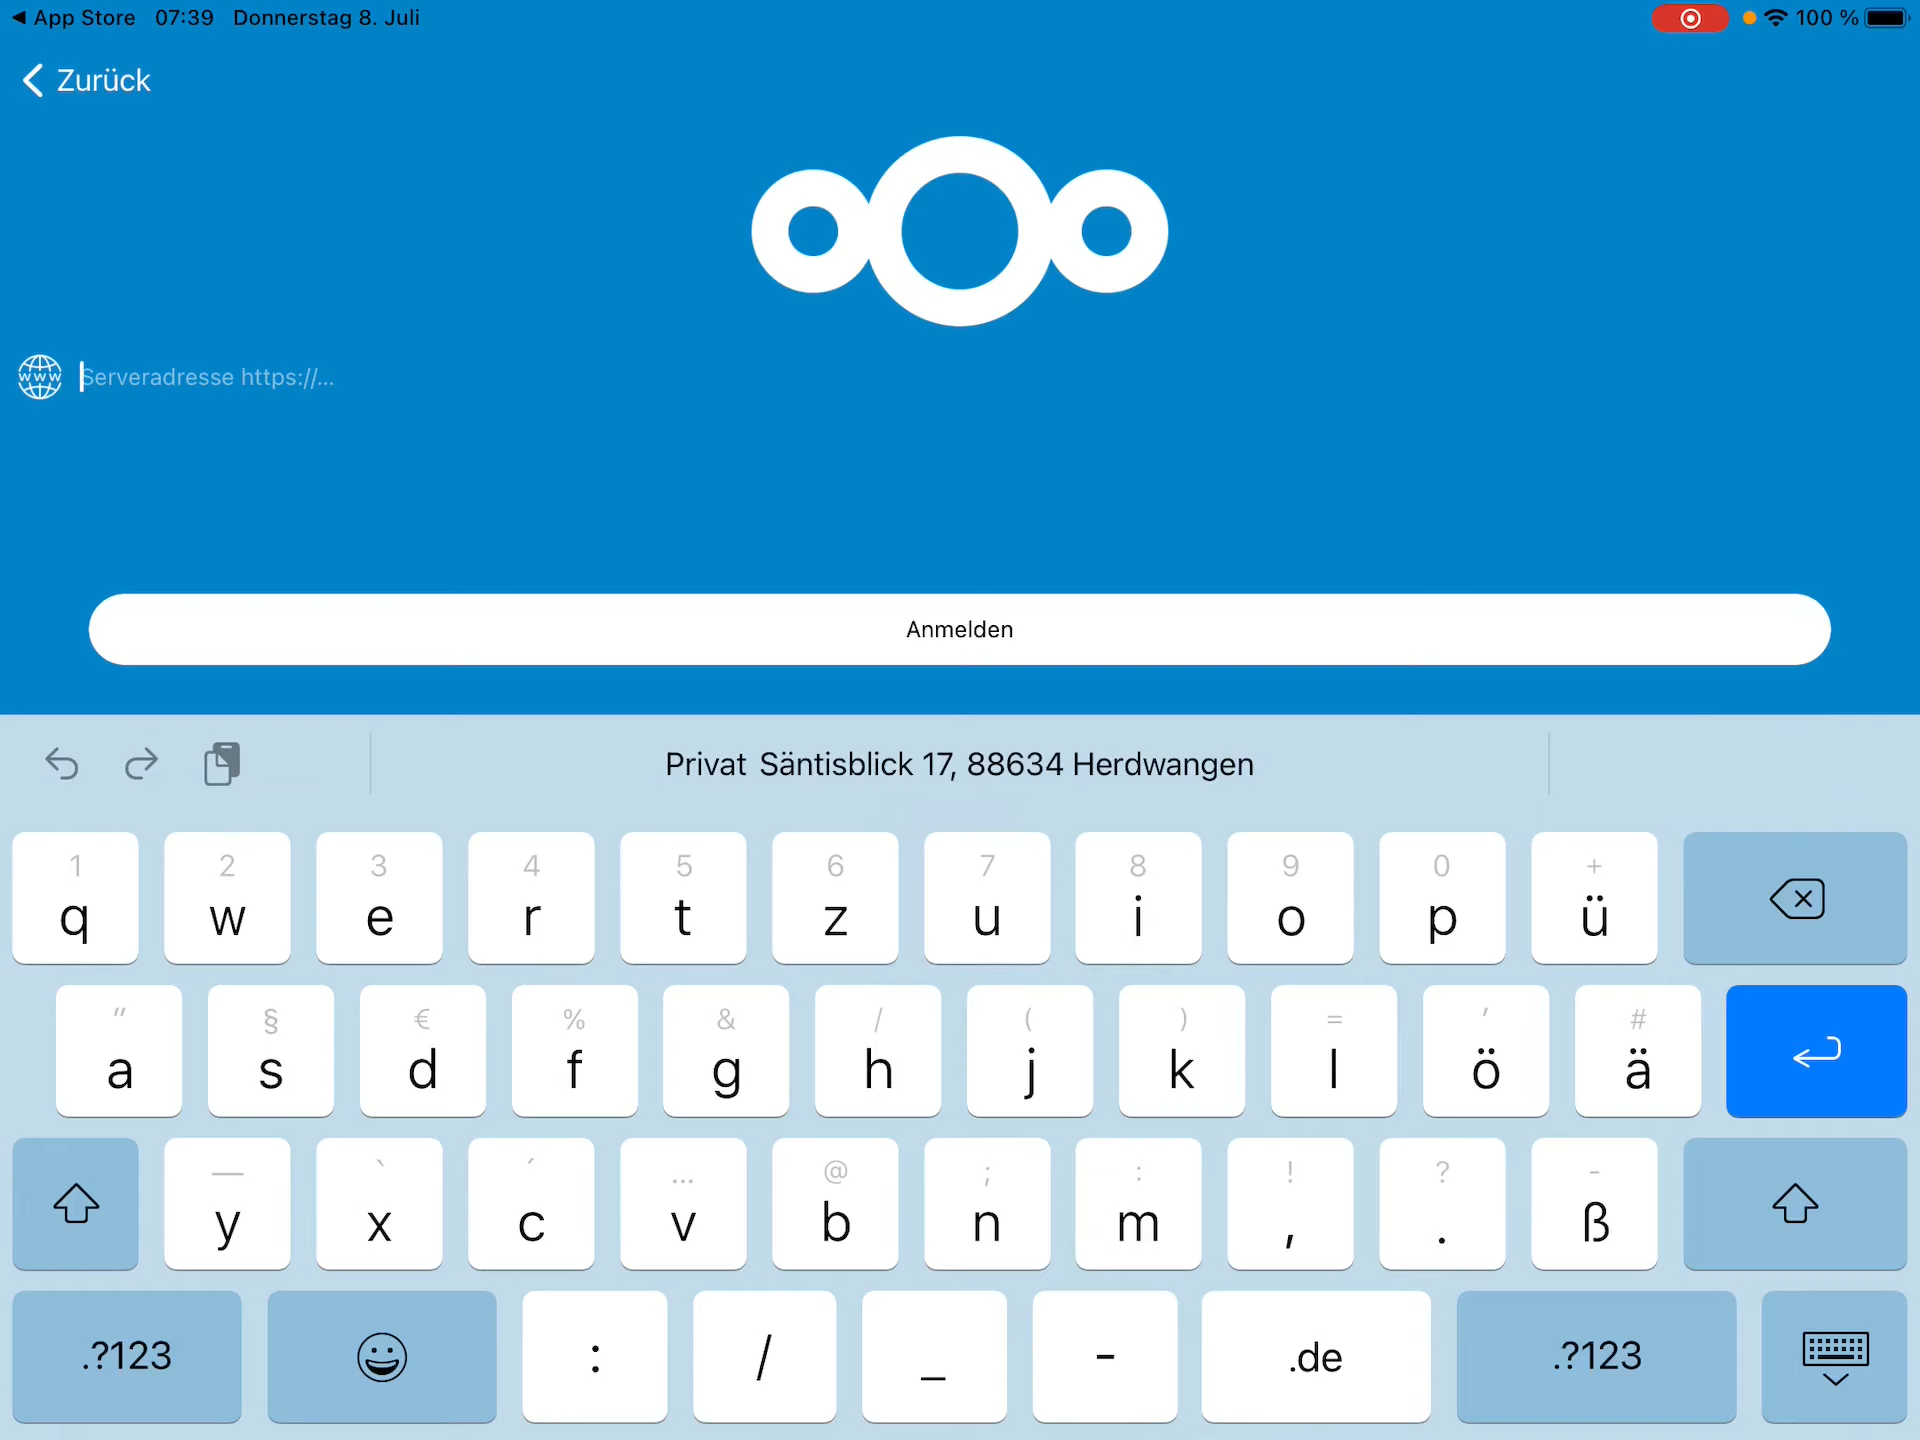 ◀ App Store 07:39 Donnerstag 8. Juli 100 %
Zurück
www Serveradresse https://...
Anmelden
Privat Säntisblick 17, 88634 Herdwangen
1 2 3 4 5 6 7 8 9 0 +
q w e r t z u i o p ü
" § € % & / ( ) = ' #
a s d f g h j k l ö ä
— ` ´ ... @ ; : ! ? -
y x c v b n m , . ß
.?123 : / _ - .de .?123